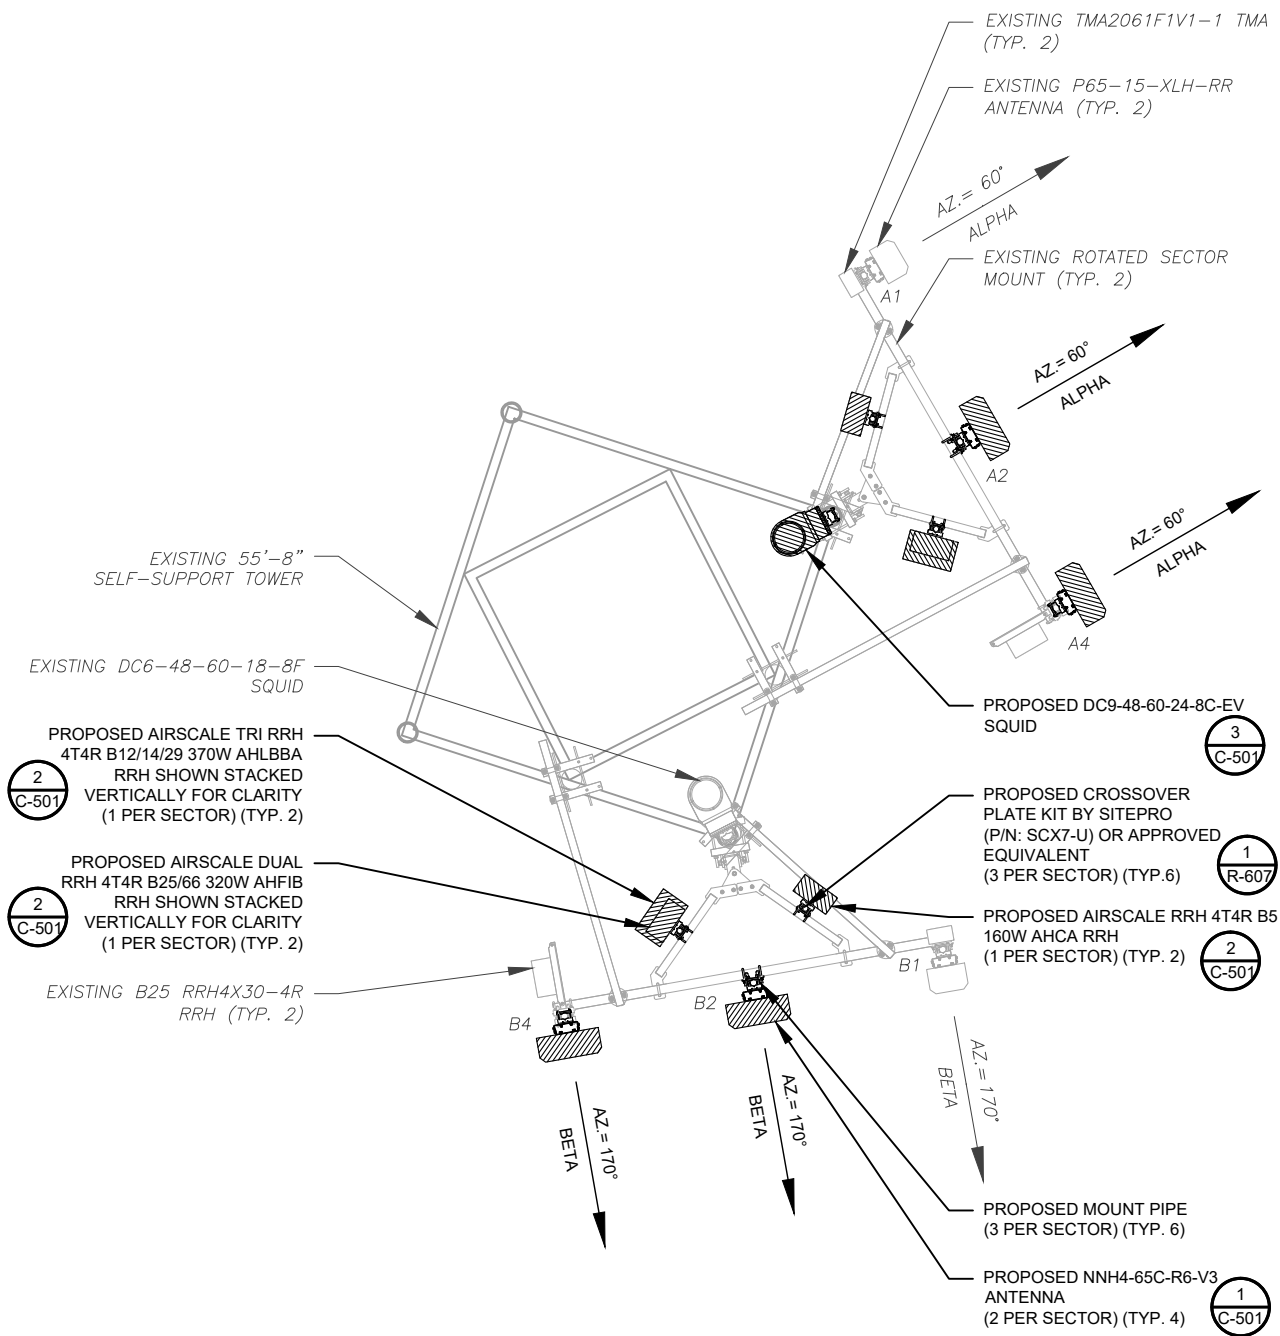 EXISTING TMA2061F1V1-1 TMA
(TYP. 2)
EXISTING P65-15-XLH-RR
ANTENNA (TYP. 2)
AZ.= 60°
ALPHA
EXISTING ROTATED SECTOR
MOUNT (TYP. 2)
A1
AZ.= 60°
ALPHA
A2
AZ.= 60°
ALPHA
A4
EXISTING 55'-8"
SELF-SUPPORT TOWER
EXISTING DC6-48-60-18-8F
SQUID
PROPOSED AIRSCALE TRI RRH
4T4R B12/14/29 370W AHLBBA
RRH SHOWN STACKED
VERTICALLY FOR CLARITY
(1 PER SECTOR) (TYP. 2)
2
C-501
PROPOSED AIRSCALE DUAL
RRH 4T4R B25/66 320W AHFIB
RRH SHOWN STACKED
VERTICALLY FOR CLARITY
(1 PER SECTOR) (TYP. 2)
2
C-501
EXISTING B25 RRH4X30-4R
RRH (TYP. 2)
PROPOSED DC9-48-60-24-8C-EV
SQUID
3
C-501
PROPOSED CROSSOVER
PLATE KIT BY SITEPRO
(P/N: SCX7-U) OR APPROVED
EQUIVALENT
(3 PER SECTOR) (TYP.6)
1
R-607
PROPOSED AIRSCALE RRH 4T4R B5
160W AHCA RRH
(1 PER SECTOR) (TYP. 2)
2
C-501
B1
B2
B4
AZ.= 170°
BETA
AZ.= 170°
BETA
AZ.= 170°
BETA
PROPOSED MOUNT PIPE
(3 PER SECTOR) (TYP. 6)
PROPOSED NNH4-65C-R6-V3
ANTENNA
(2 PER SECTOR) (TYP. 4)
1
C-501